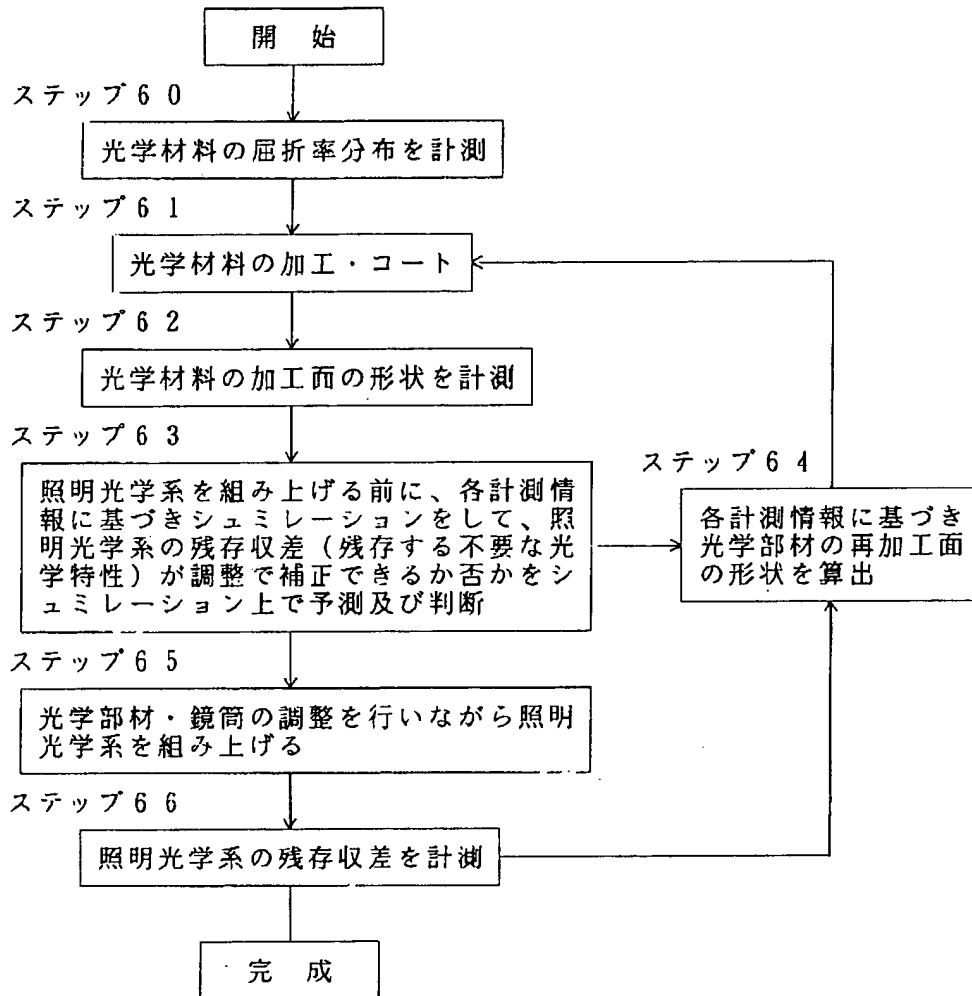 開 始
ステップ60
光学材料の屈折率分布を計測
ステップ61
光学材料の加工・コート
ステップ62
光学材料の加工面の形状を計測
ステップ63
照明光学系を組み上げる前に、各計測情
報に基づきシュミレーションをして、照
明光学系の残存収差（残存する不要な光
学特性）が調整で補正できるか否かをシ
ュミレーション上で予測及び判断
ステップ64
各計測情報に基づき
光学部材の再加工面
の形状を算出
ステップ65
光学部材・鏡筒の調整を行いながら照明
光学系を組み上げる
ステップ66
照明光学系の残存収差を計測
完 成